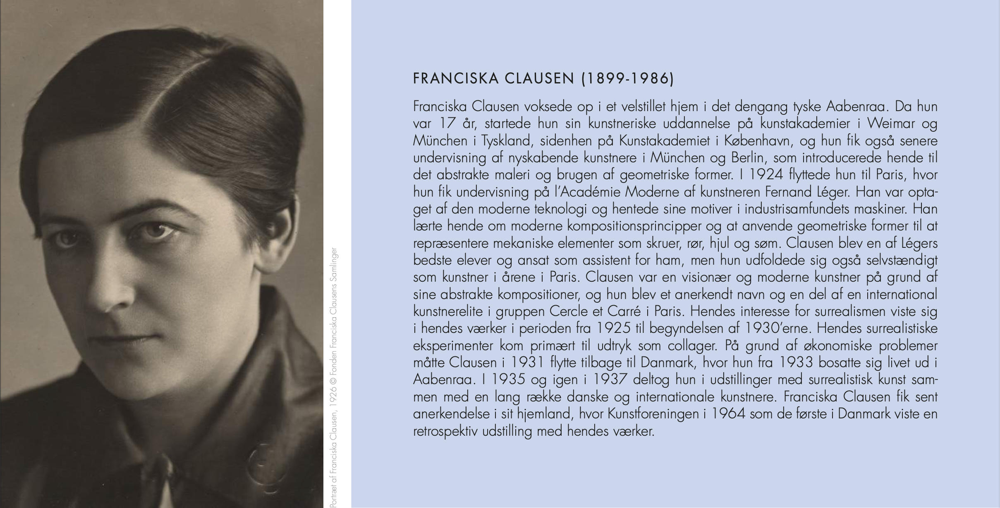 Portræt af Franciska Clausen, 1926 © Fonden Franciska Clausens Samlinger
FRANCISKA CLAUSEN (1899-1986)
Franciska Clausen voksede op i et velstillet hjem i det dengang tyske Aabenraa. Da hun
var 17 år, startede hun sin kunstneriske uddannelse på kunstakademier i Weimar og
München i Tyskland, sidenhen på Kunstakademiet i København, og hun fik også senere
undervisning af nyskabende kunstnere i München og Berlin, som introducerede hende til
det abstrakte maleri og brugen af geometriske former. I 1924 flyttede hun til Paris, hvor
hun fik undervisning på l’Académie Moderne af kunstneren Fernand Léger. Han var opta-
get af den moderne teknologi og hentede sine motiver i industrisamfundets maskiner. Han
lærte hende om moderne kompositionsprincipper og at anvende geometriske former til at
repræsentere mekaniske elementer som skruer, rør, hjul og søm. Clausen blev en af Légers
bedste elever og ansat som assistent for ham, men hun udfoldede sig også selvstændigt
som kunstner i årene i Paris. Clausen var en visionær og moderne kunstner på grund af
sine abstrakte kompositioner, og hun blev et anerkendt navn og en del af en international
kunstnerelite i gruppen Cercle et Carré i Paris. Hendes interesse for surrealismen viste sig
i hendes værker i perioden fra 1925 til begyndelsen af 1930’erne. Hendes surrealistiske
eksperimenter kom primært til udtryk som collager. På grund af økonomiske problemer
måtte Clausen i 1931 flytte tilbage til Danmark, hvor hun fra 1933 bosatte sig livet ud i
Aabenraa. I 1935 og igen i 1937 deltog hun i udstillinger med surrealistisk kunst sam-
men med en lang række danske og internationale kunstnere. Franciska Clausen fik sent
anerkendelse i sit hjemland, hvor Kunstforeningen i 1964 som de første i Danmark viste en
retrospektiv udstilling med hendes værker.